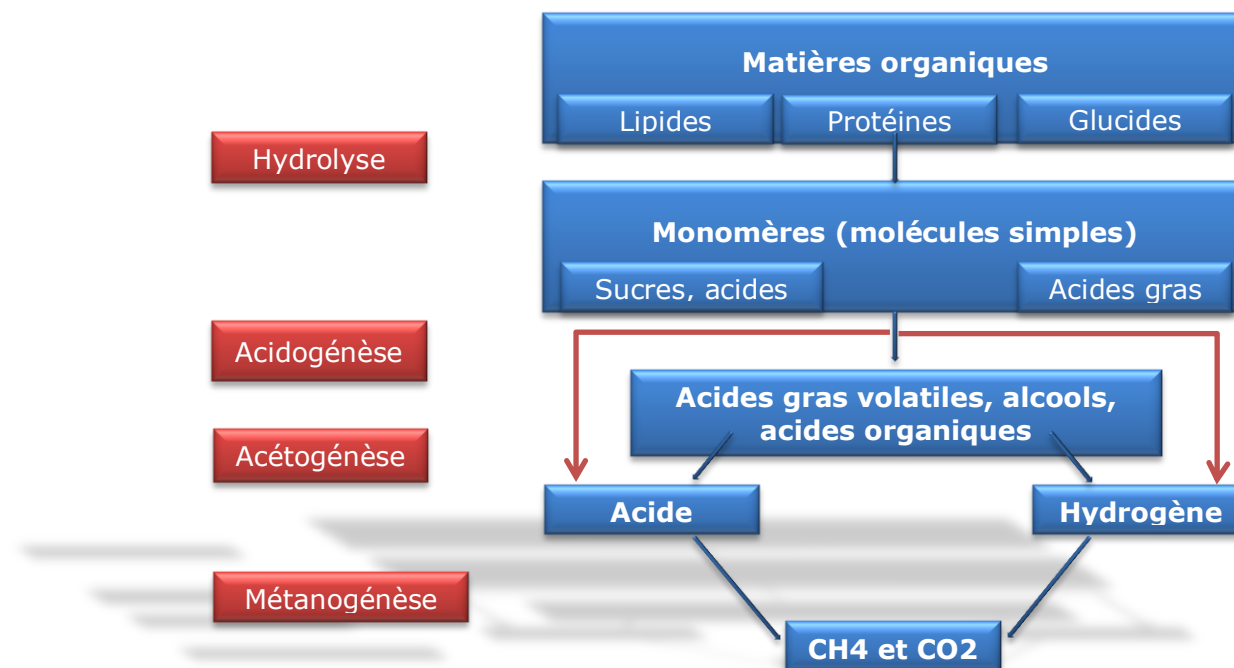 Matières organiques
Lipides
Protéines
Glucides
Hydrolyse
Monomères (molécules simples)
Sucres, acides
Acides gras
Acidogénèse
Acides gras volatiles, alcools,
acides organiques
Acétogénèse
Acide
Hydrogène
Métanogénèse
CH4 et CO2